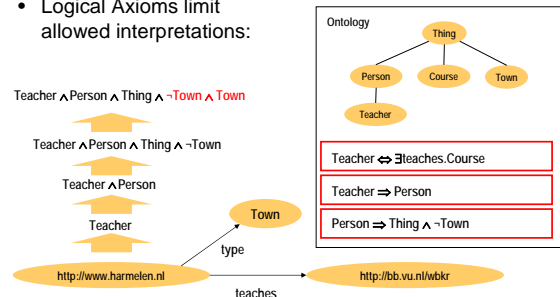 • Logical Axioms limit
allowed interpretations:
Teacher ∧ Person ∧ Thing ∧ ¬Town ∧ Town
Teacher ∧ Person ∧ Thing ∧ ¬Town
Teacher ∧ Person
Teacher
http://www.harmelen.nl
type
Town
teaches
http://bb.vu.nl/wbkr
Ontology
Thing
Person
Course
Town
Teacher
Teacher ⇔ ∃teaches.Course
Teacher ⇒ Person
Person ⇒ Thing ∧ ¬Town